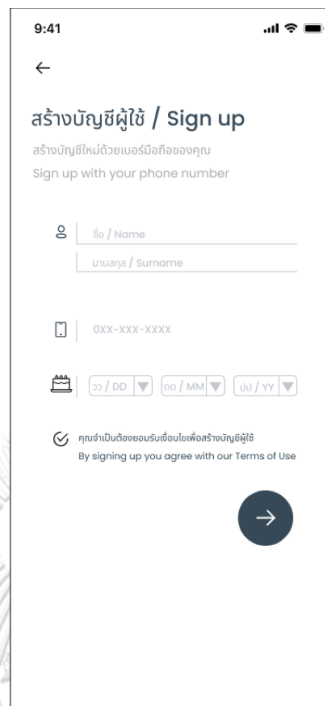 9:41
สร้างบัญชีผู้ใช้ / Sign up
สร้างบัญชีใหม่ด้วยเบอร์มือถือของคุณ
Sign up with your phone number
ชื่อ / Name
นามสกุล / Surname
0XX-XXX-XXXX
วว / DD ดด / MM ปป / YY
คุณจำเป็นต้องยอมรับเงื่อนไขเพื่อสร้างบัญชีผู้ใช้
By signing up you agree with our Terms of Use